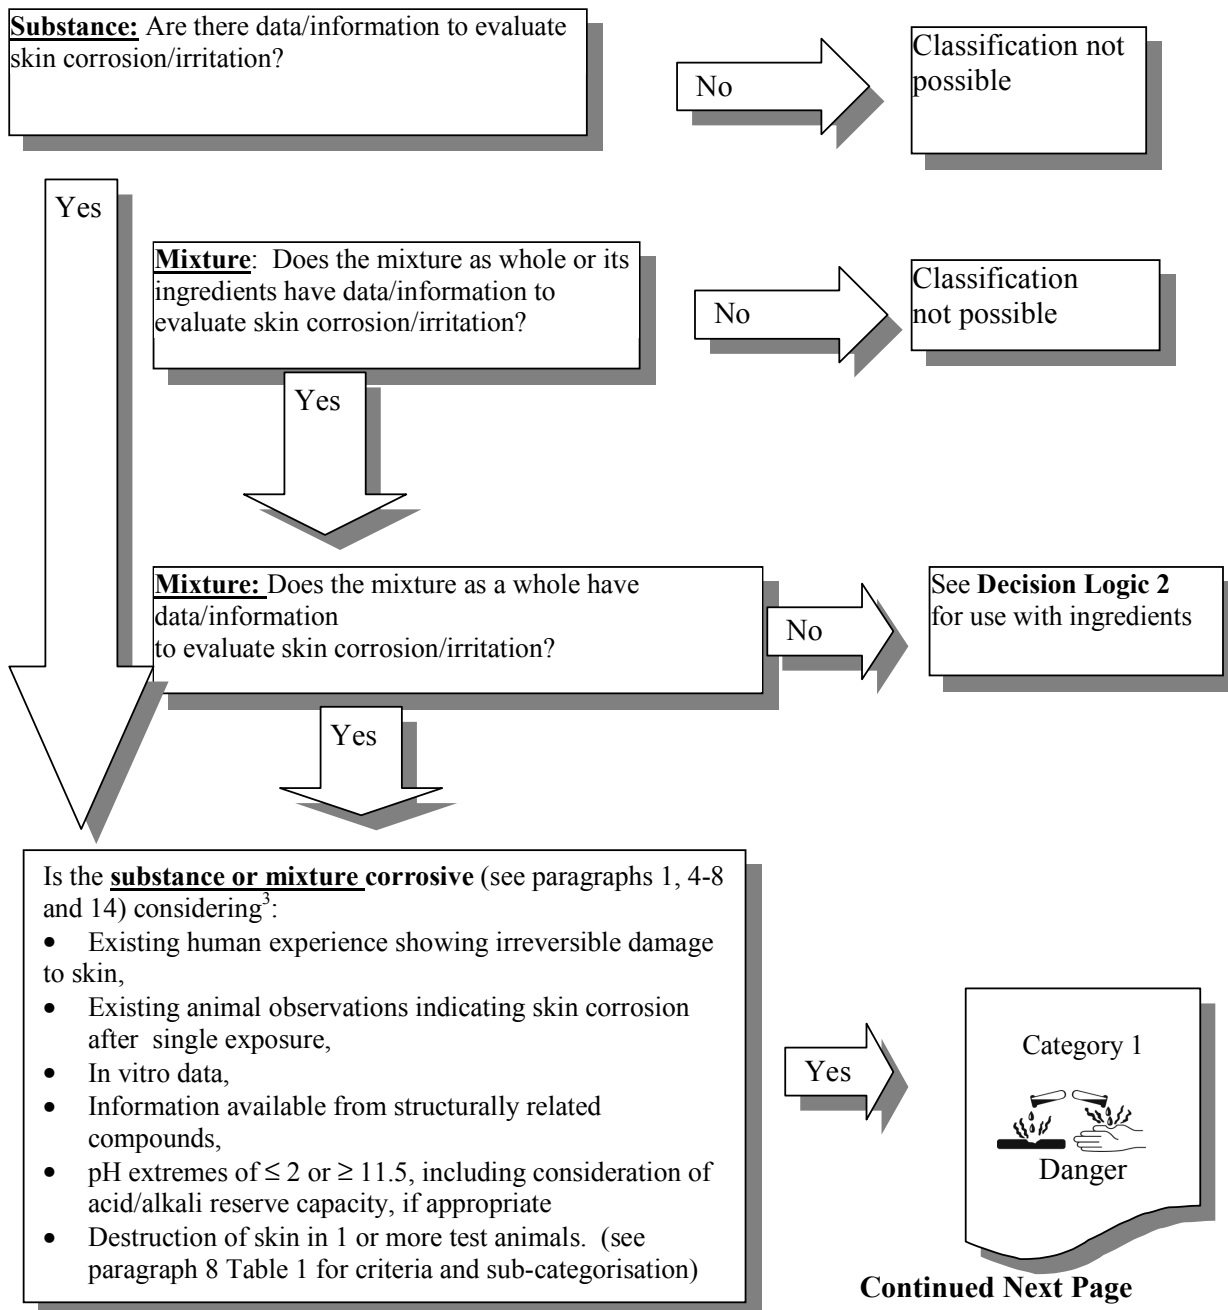 Substance: Are there data/information to evaluate
skin corrosion/irritation?
No
Classification not
possible
Yes
Mixture: Does the mixture as whole or its
ingredients have data/information to
evaluate skin corrosion/irritation?
No
Classification
not possible
Yes
Mixture: Does the mixture as a whole have
data/information
to evaluate skin corrosion/irritation?
No
See Decision Logic 2
for use with ingredients
Yes
Is the substance or mixture corrosive (see paragraphs 1, 4-8
and 14) considering³:
• Existing human experience showing irreversible damage
to skin,
• Existing animal observations indicating skin corrosion
after single exposure,
• In vitro data,
• Information available from structurally related
compounds,
• pH extremes of ≤ 2 or ≥ 11.5, including consideration of
acid/alkali reserve capacity, if appropriate
• Destruction of skin in 1 or more test animals. (see
paragraph 8 Table 1 for criteria and sub-categorisation)
Yes
Category 1
Danger
Continued Next Page